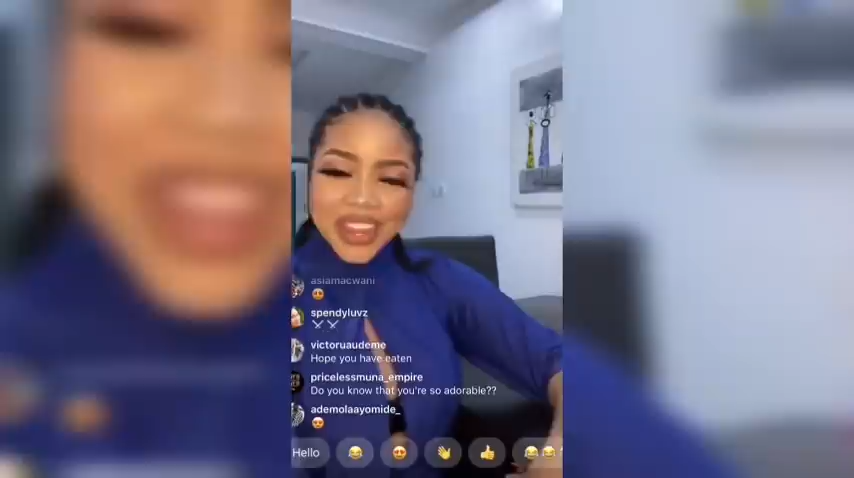 asiamacwani
😍
spendyluvz
⚔⚔
victoruaudeme
Hope you have eaten
pricelessmuna_empire
Do you know that you're so adorable??
ademolaayomide_
😍
Hello 😂 😍 👋 👍 😂😂